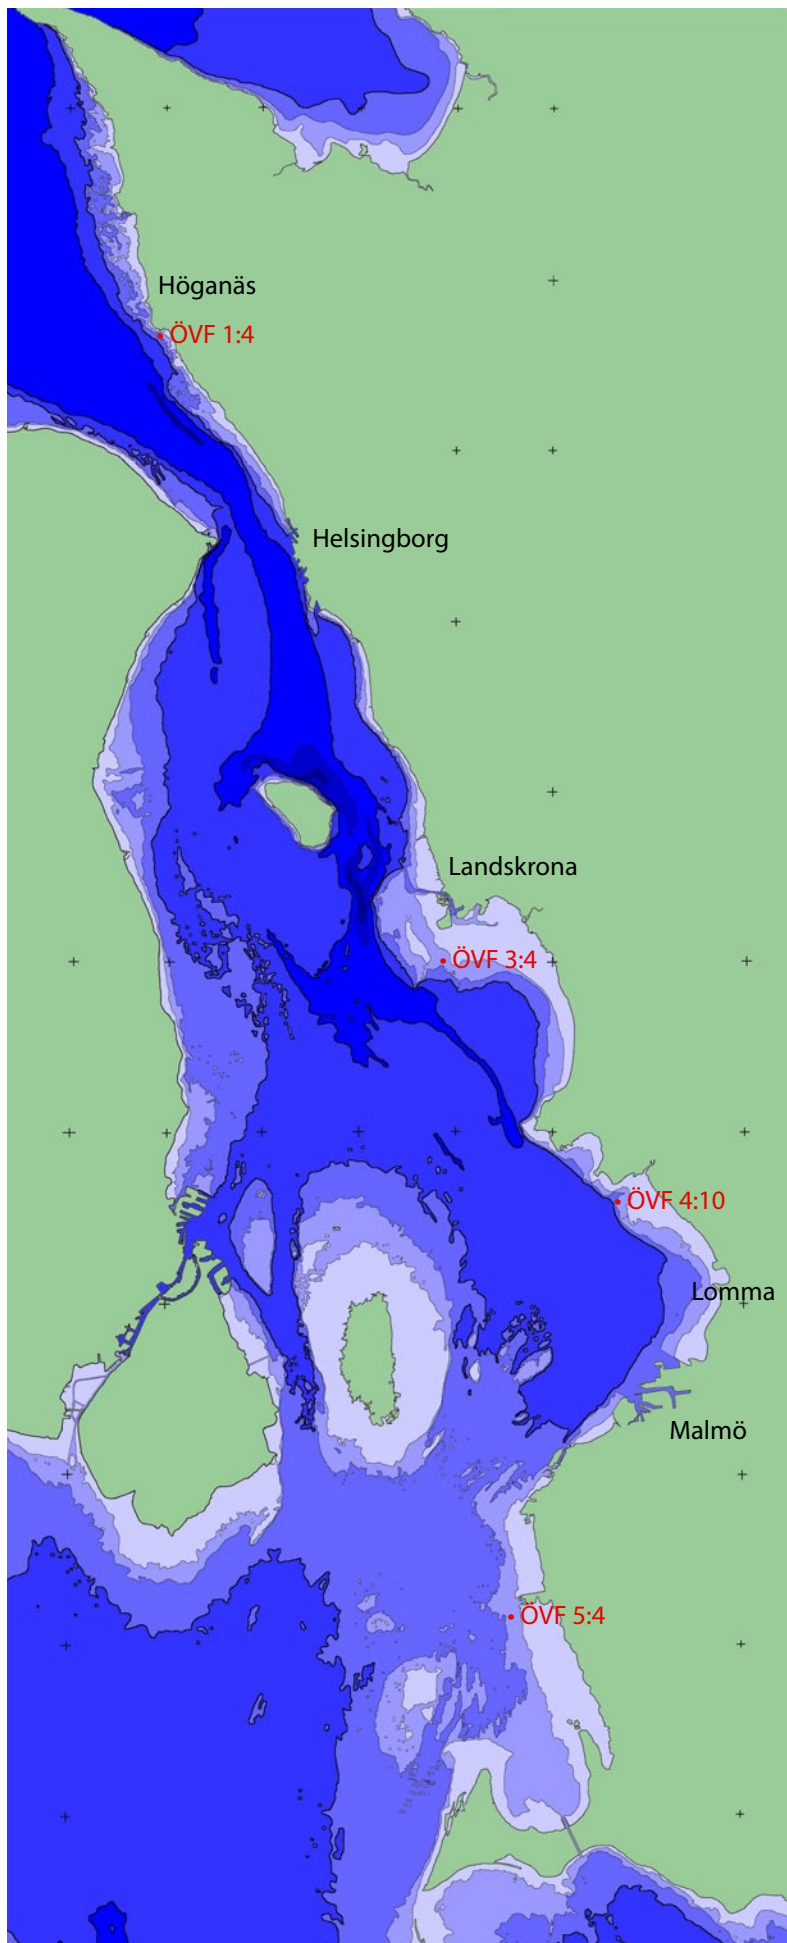 Höganäs
ÖVF 1:4
Helsingborg
Landskrona
ÖVF 3:4
ÖVF 4:10
Lomma
Malmö
ÖVF 5:4